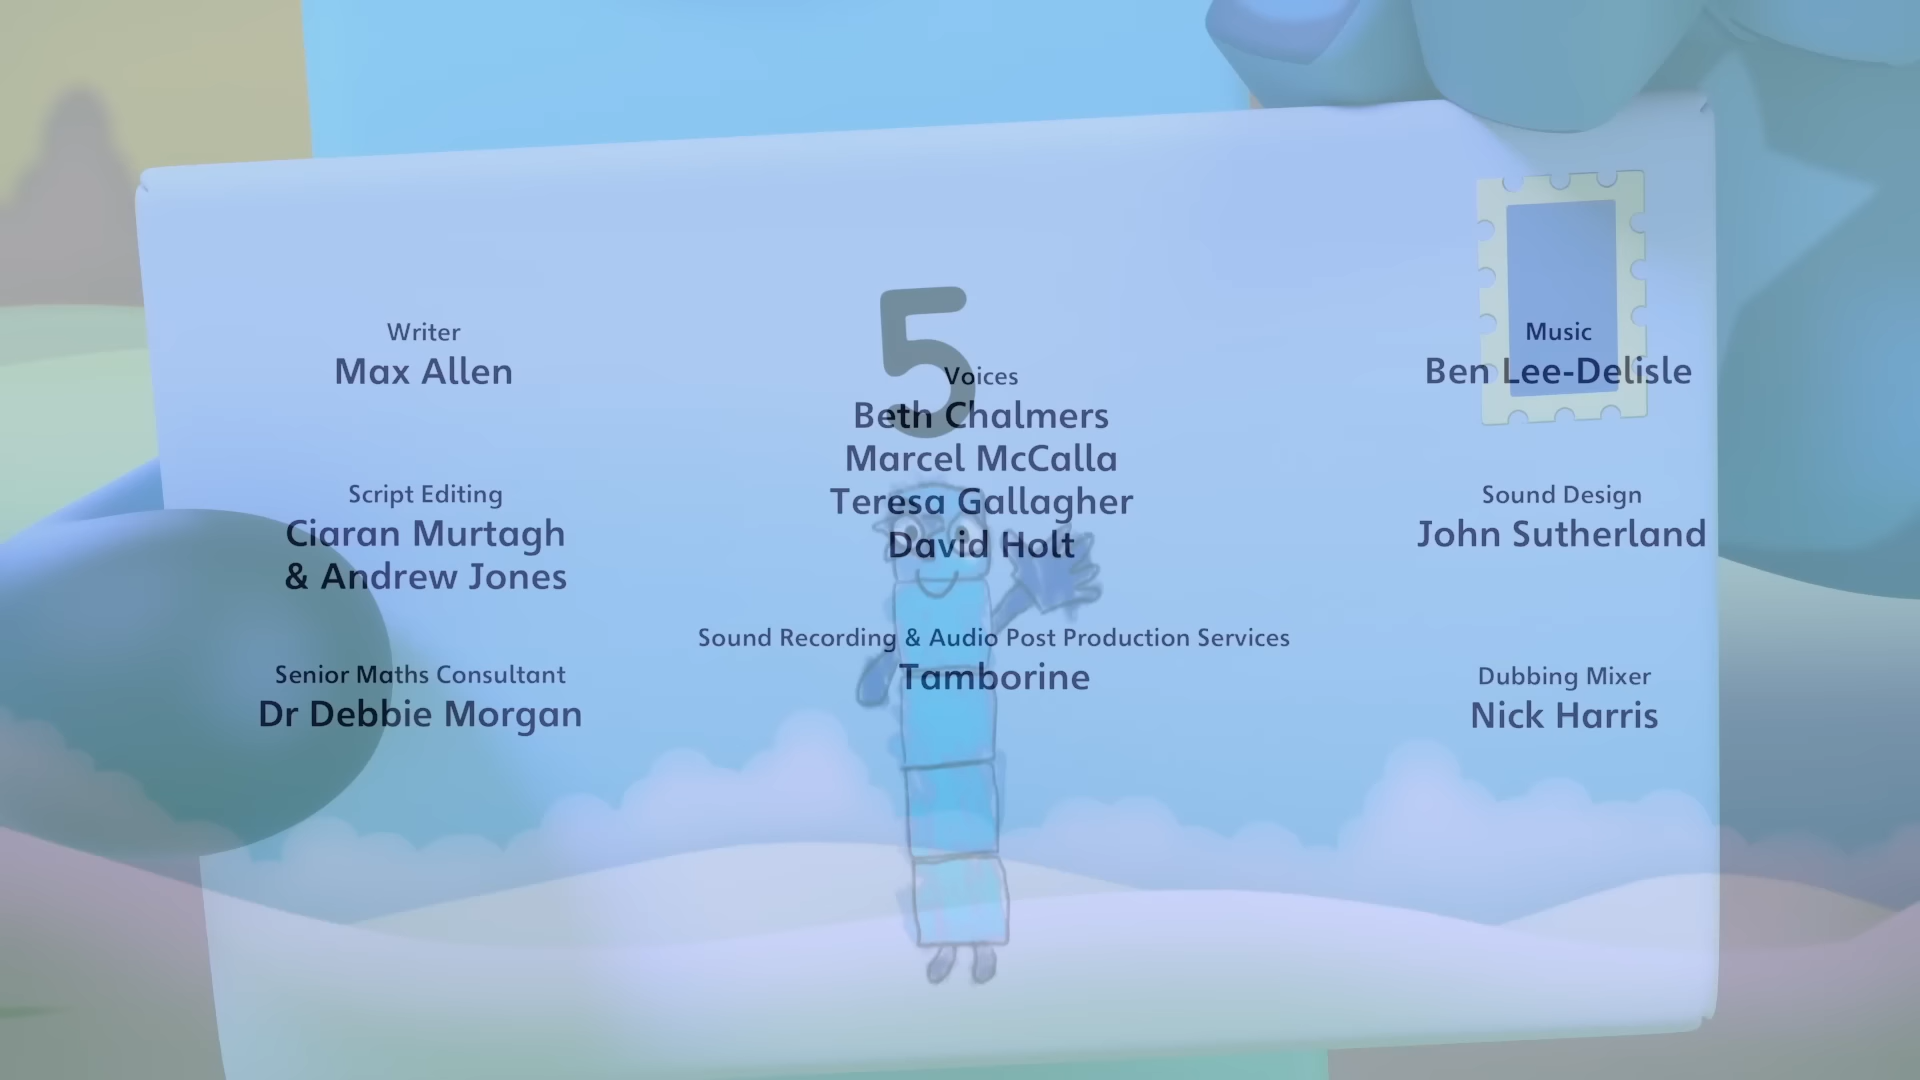 5
Writer
Max Allen
Script Editing
Ciaran Murtagh
& Andrew Jones
Senior Maths Consultant
Dr Debbie Morgan
Voices
Beth Chalmers
Marcel McCalla
Teresa Gallagher
David Holt
Sound Recording & Audio Post Production Services
Tamborine
Music
Ben Lee-Delisle
Sound Design
John Sutherland
Dubbing Mixer
Nick Harris